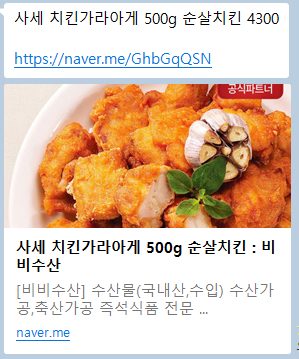 사세 치킨가라아게 500g 순살치킨 4300
https://naver.me/GhbGqQSN
공식파트너
사세 치킨가라아게 500g 순살치킨 : 비
비수산
[비비수산] 수산물(국내산,수입) 수산가
공,축산가공 즉석식품 전문 ...
naver.me